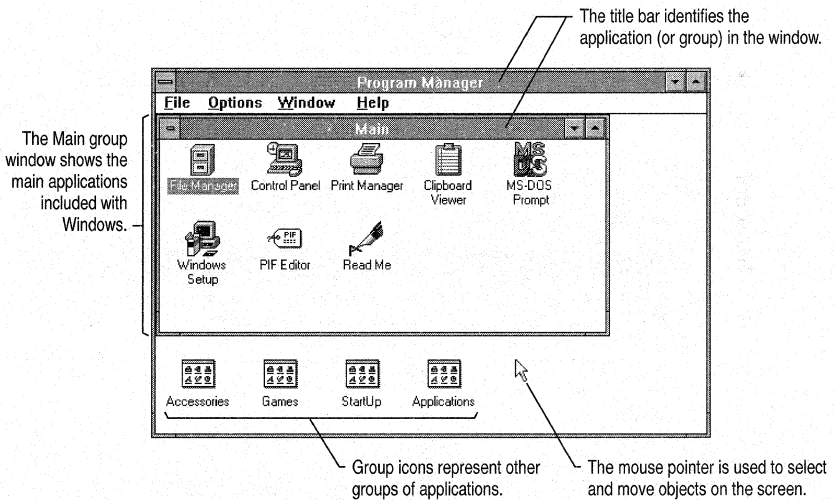 The title bar identifies the
application (or group) in the window.
Program Manager
File Options Window Help
The Main group
window shows the
main applications
included with
Windows.
Main
File Manager
Control Panel
Print Manager
Clipboard
Viewer
MS
DOS
MS-DOS
Prompt
Windows
Setup
PIF
PIF Editor
Read Me
Accessories
Games
StartUp
Applications
Group icons represent other
groups of applications.
The mouse pointer is used to select
and move objects on the screen.